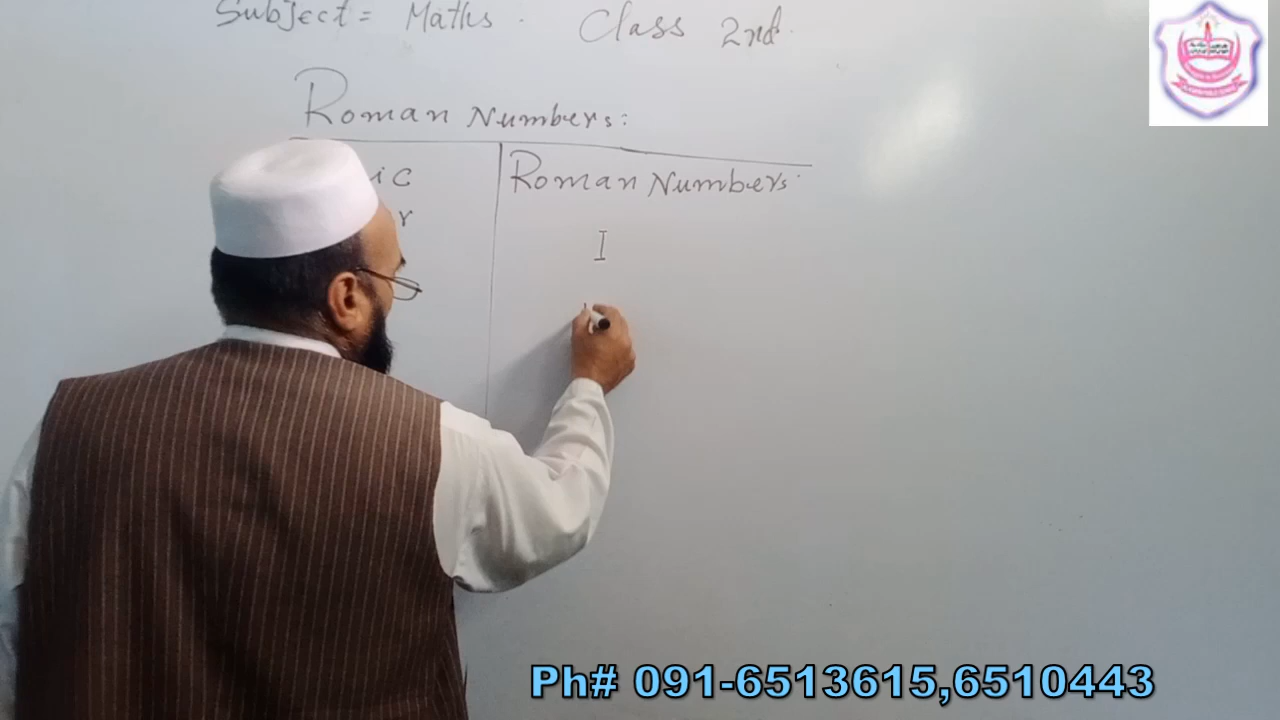 Subject = Maths. Class 2nd.
Roman Numbers:
ic Roman Numbers.
r
I
Ph# 091-6513615,6510443